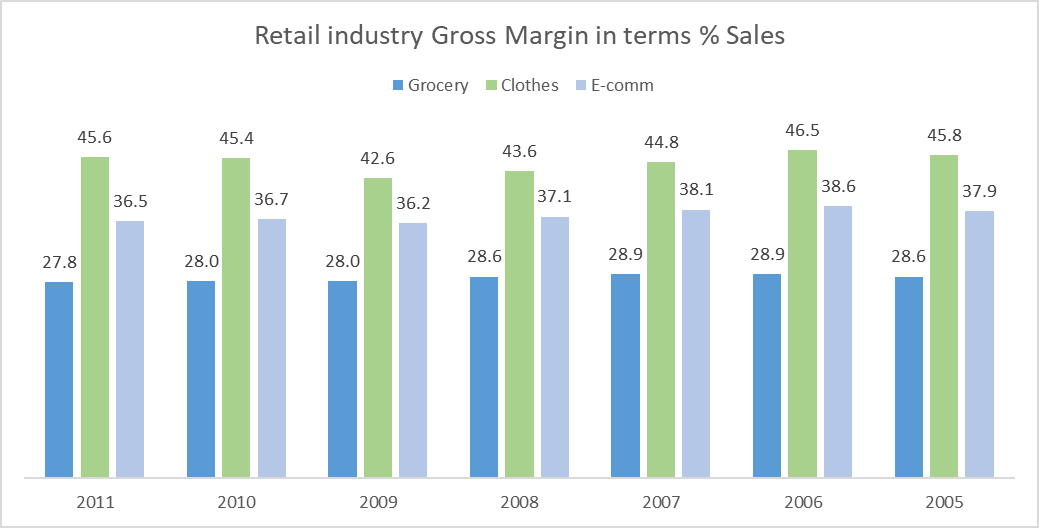 Retail industry Gross Margin in terms % Sales
Grocery Clothes E-comm
45.6 45.4 42.6 43.6 44.8 46.5 45.8
36.5 36.7 36.2 37.1 38.1 38.6 37.9
27.8 28.0 28.0 28.6 28.9 28.9 28.6
2011 2010 2009 2008 2007 2006 2005